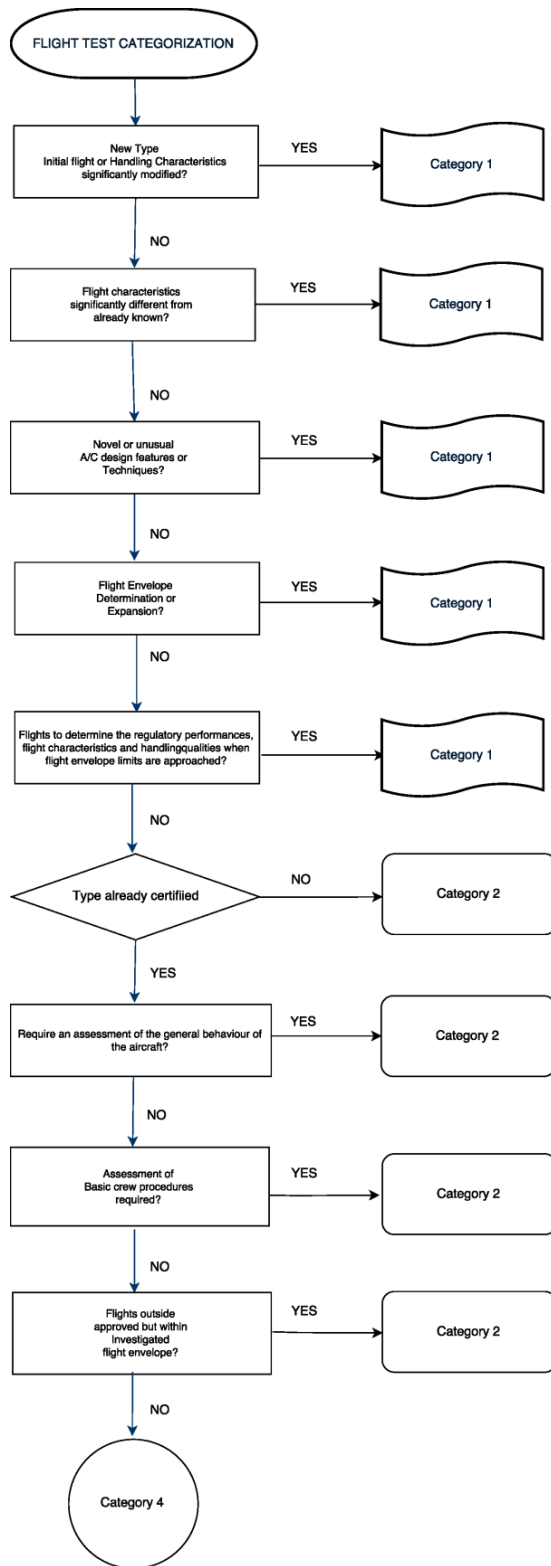 FLIGHT TEST CATEGORIZATION
New Type
Initial flight or Handling Characteristics
significantly modified?
YES
Category 1
NO
Flight characteristics
significantly different from
already known?
YES
Category 1
NO
Novel or unusual
A/C design features or
Techniques?
YES
Category 1
NO
Flight Envelope
Determination or
Expansion?
YES
Category 1
NO
Flights to determine the regulatory performances,
flight characteristics and handlingqualities when
flight envelope limits are approached?
YES
Category 1
NO
Type already certifiied
NO
Category 2
YES
Require an assessment of the general behaviour of
the aircraft?
YES
Category 2
NO
Assessment of
Basic crew procedures
required?
YES
Category 2
NO
Flights outside
approved but within
Investigated
flight envelope?
YES
Category 2
NO
Category 4